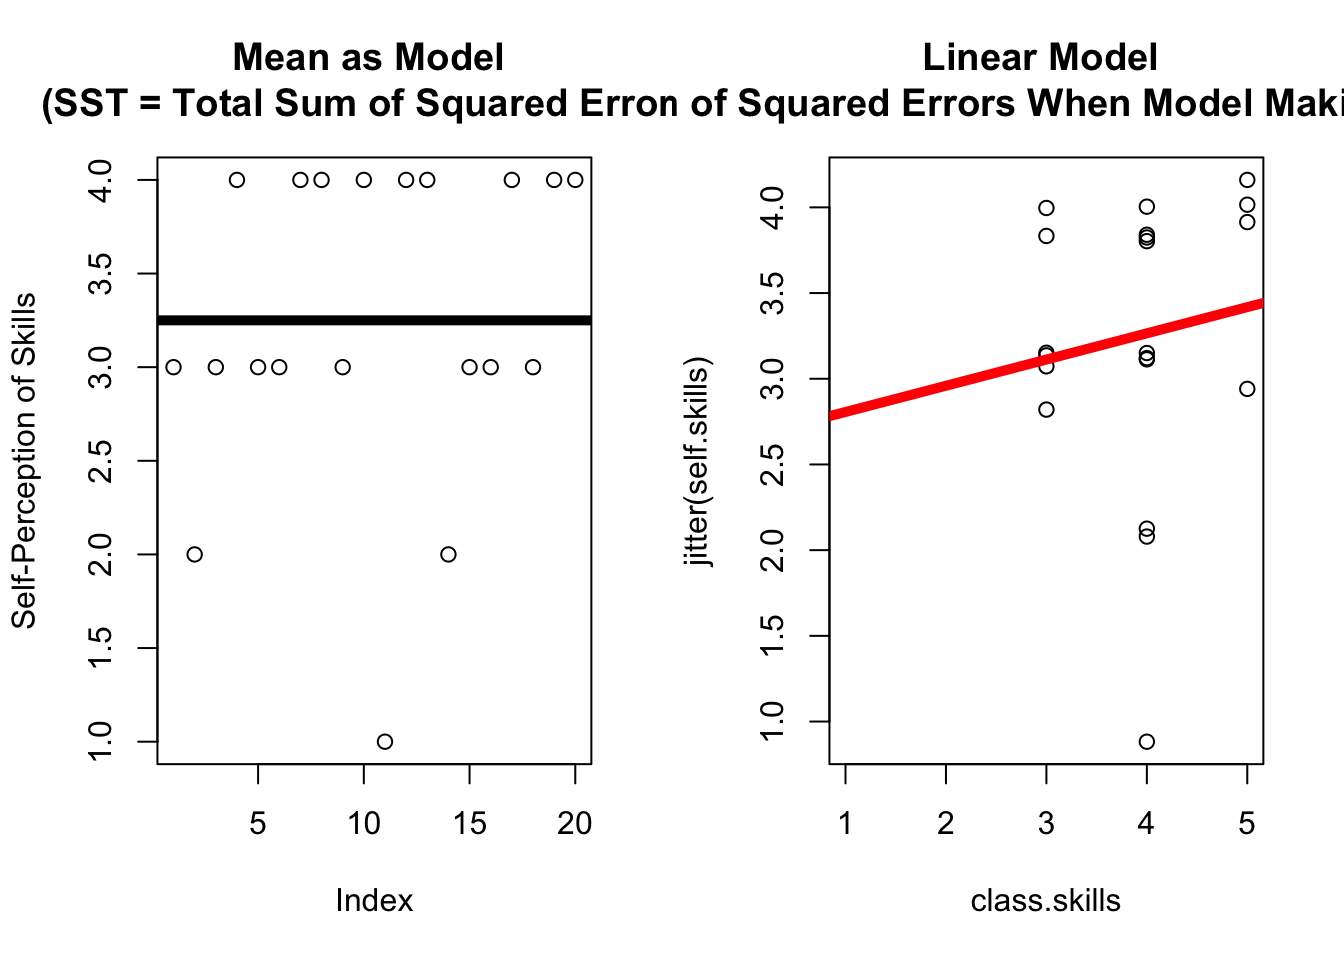 Mean as Model
(SST = Total Sum of Squared Erron of Squared Errors When Model Maki
Linear Model
Self-Perception of Skills
4.0
3.5
3.0
2.5
2.0
1.5
1.0
5 10 15 20
Index
jitter(self.skills)
4.0
3.5
3.0
2.5
2.0
1.5
1.0
1 2 3 4 5
class.skills